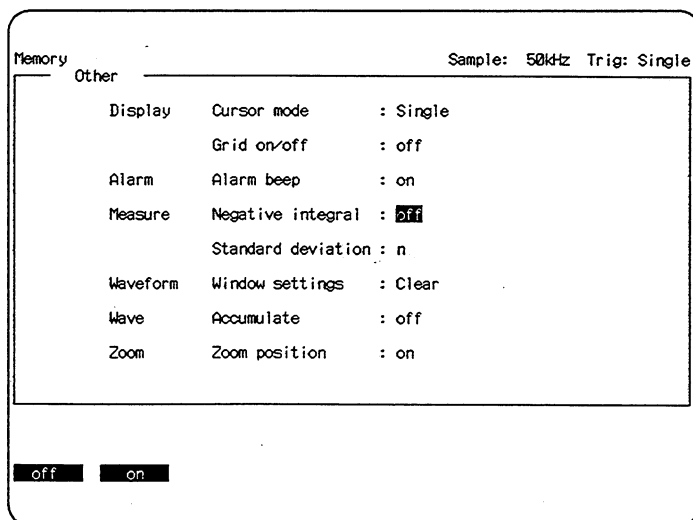 Memory Sample: 50kHz Trig: Single
Other
Display Cursor mode : Single
Grid on/off : off
Alarm Alarm beep : on
Measure Negative integral : off
Standard deviation : n
Waveform Window settings : Clear
Wave Accumulate : off
Zoom Zoom position : on
off on